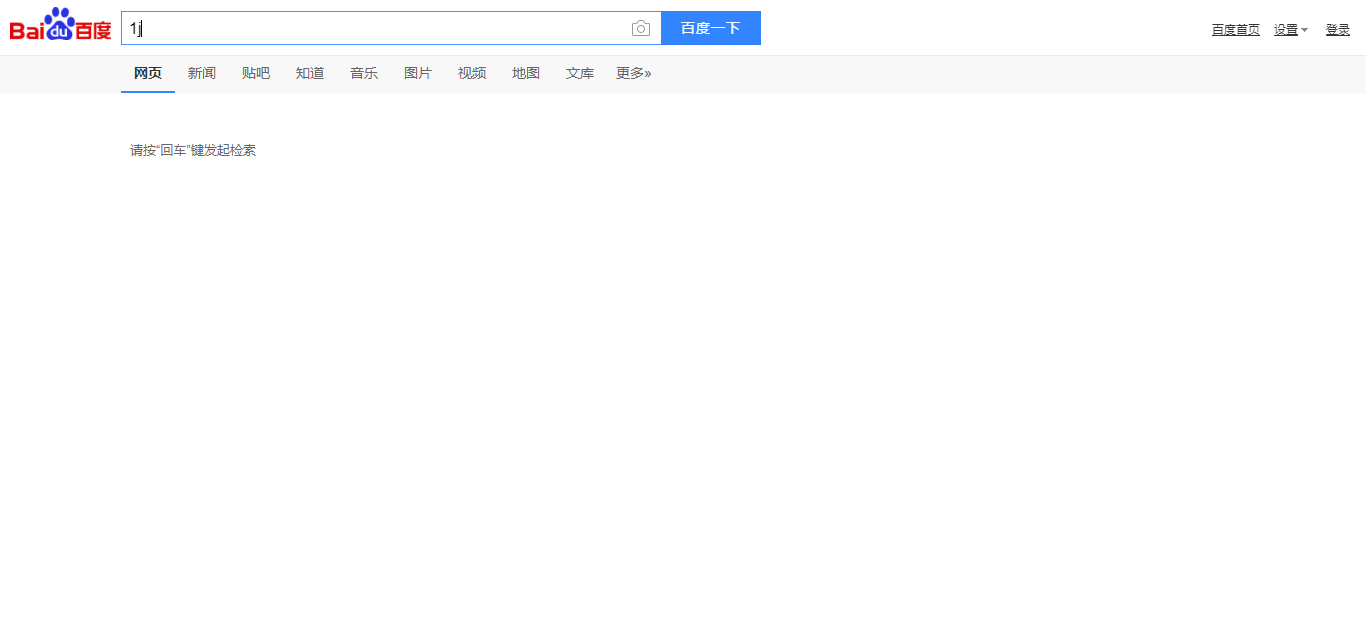 Bai du 百度 1j 百度一下 百度首页 设置 登录
网页 新闻 贴吧 知道 音乐 图片 视频 地图 文库 更多»
请按“回车”键发起检索